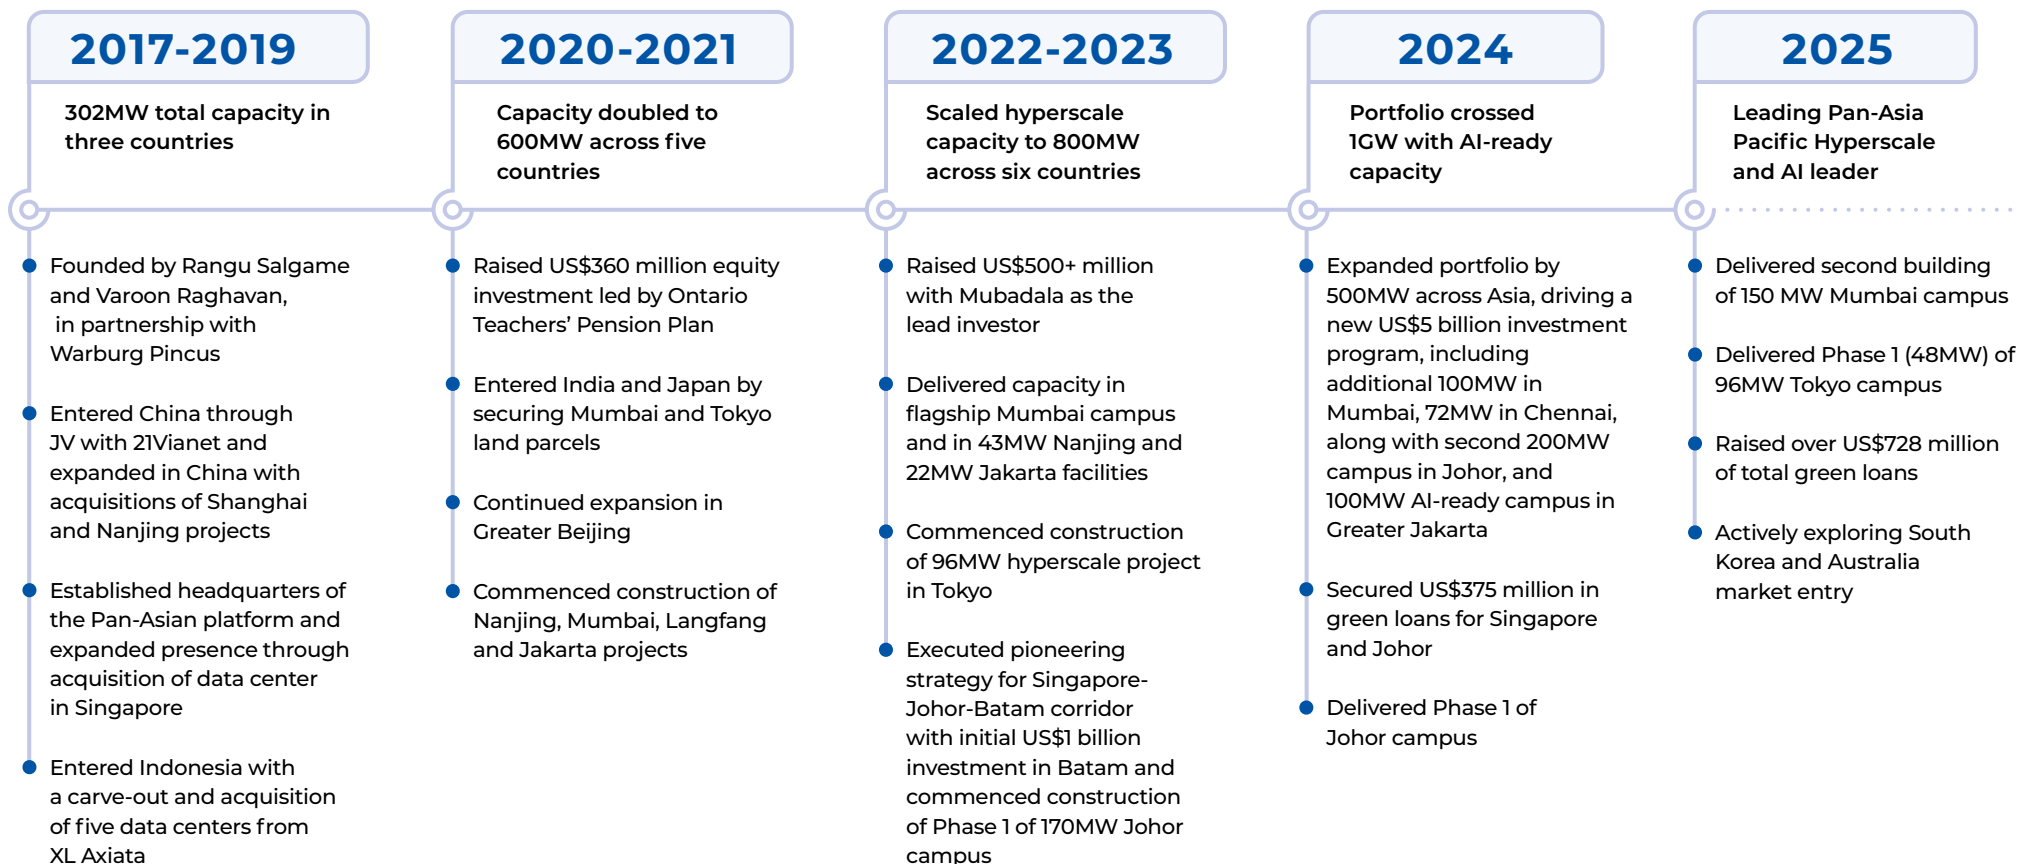 2017-2019
302MW total capacity in
three countries
Founded by Rangu Salgame
and Varoon Raghavan,
in partnership with
Warburg Pincus
Entered China through
JV with 21Vianet and
expanded in China with
acquisitions of Shanghai
and Nanjing projects
Established headquarters of
the Pan-Asian platform and
expanded presence through
acquisition of data center
in Singapore
Entered Indonesia with
a carve-out and acquisition
of five data centers from
XL Axiata
2020-2021
Capacity doubled to
600MW across five
countries
Raised US$360 million equity
investment led by Ontario
Teachers’ Pension Plan
Entered India and Japan by
securing Mumbai and Tokyo
land parcels
Continued expansion in
Greater Beijing
Commenced construction of
Nanjing, Mumbai, Langfang
and Jakarta projects
2022-2023
Scaled hyperscale
capacity to 800MW
across six countries
Raised US$500+ million
with Mubadala as the
lead investor
Delivered capacity in
flagship Mumbai campus
and in 43MW Nanjing and
22MW Jakarta facilities
Commenced construction
of 96MW hyperscale project
in Tokyo
Executed pioneering
strategy for Singapore-
Johor-Batam corridor
with initial US$1 billion
investment in Batam and
commenced construction
of Phase 1 of 170MW Johor
campus
2024
Portfolio crossed
1GW with AI-ready
capacity
Expanded portfolio by
500MW across Asia, driving a
new US$5 billion investment
program, including
additional 100MW in
Mumbai, 72MW in Chennai,
along with second 200MW
campus in Johor, and
100MW AI-ready campus in
Greater Jakarta
Secured US$375 million in
green loans for Singapore
and Johor
Delivered Phase 1 of
Johor campus
2025
Leading Pan-Asia
Pacific Hyperscale
and AI leader
Delivered second building
of 150 MW Mumbai campus
Delivered Phase 1 (48MW) of
96MW Tokyo campus
Raised over US$728 million
of total green loans
Actively exploring South
Korea and Australia
market entry